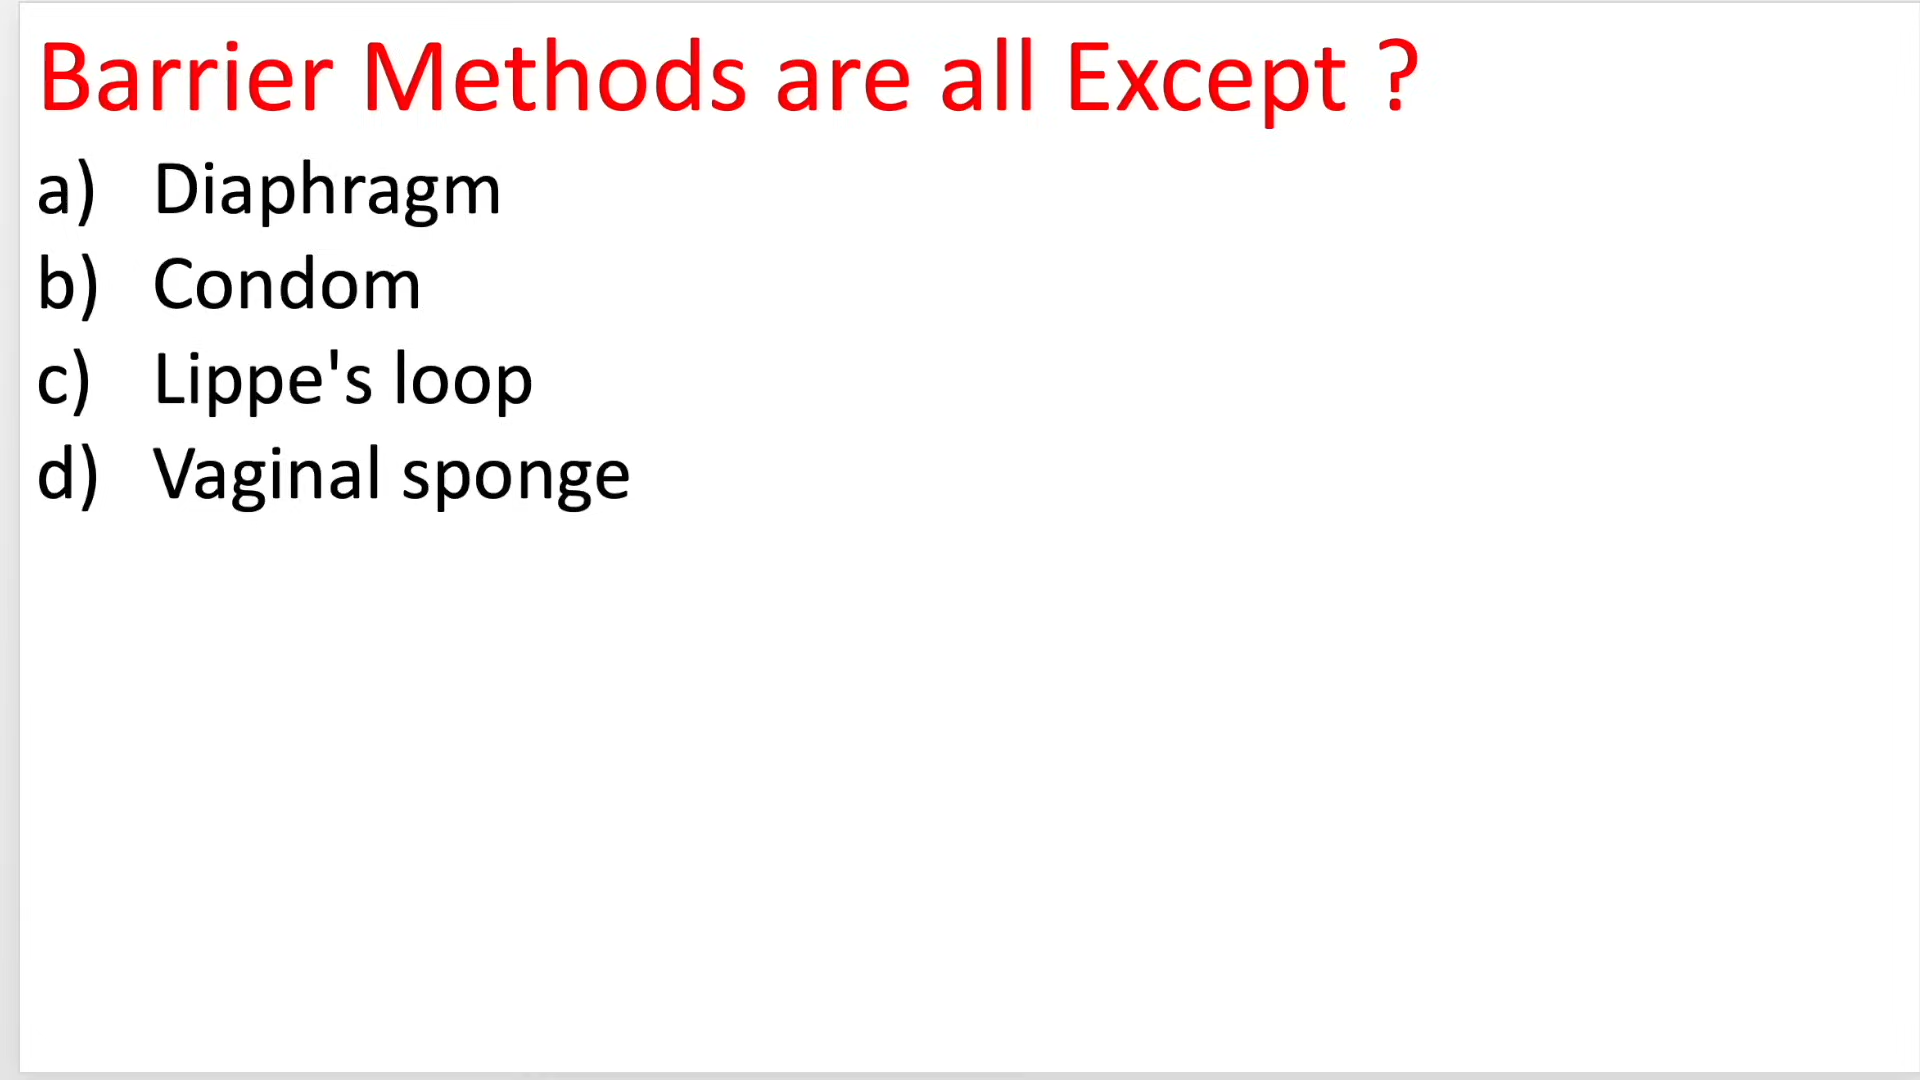 Barrier Methods are all Except ?
a) Diaphragm
b) Condom
c) Lippe's loop
d) Vaginal sponge